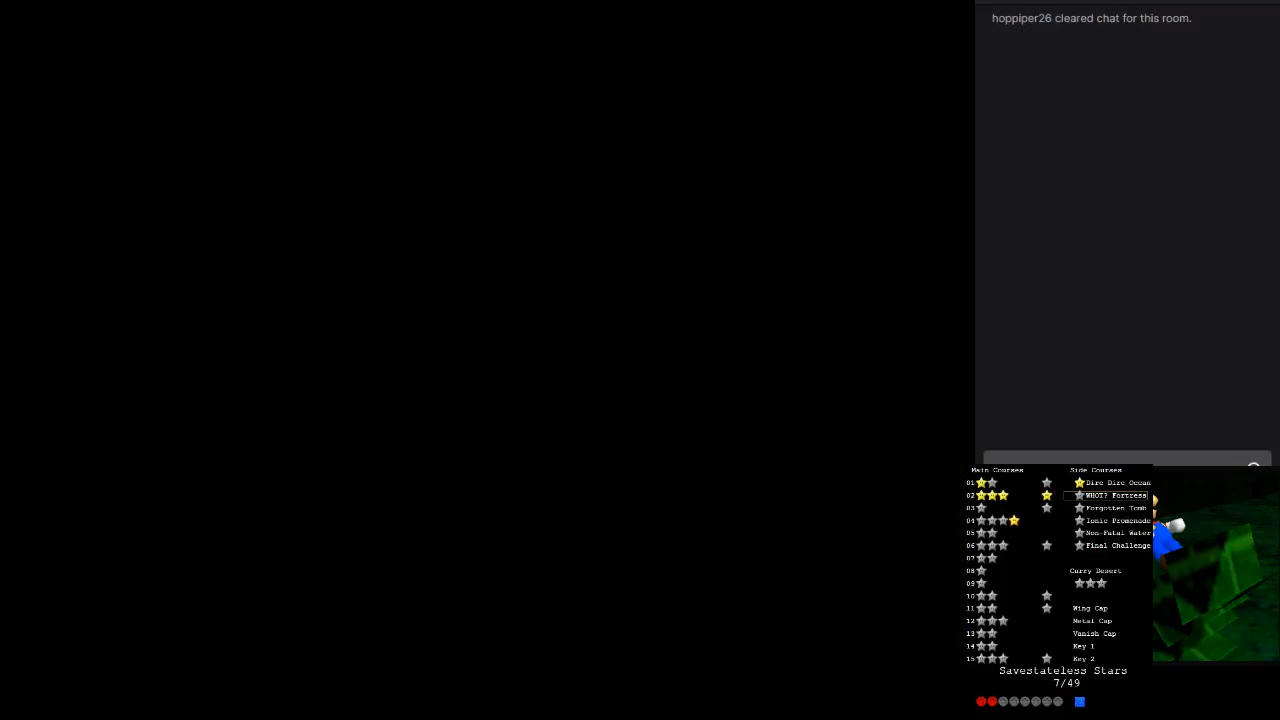 hoppiper26 cleared chat for this room.
Main Courses
Side Courses
01 Dire Dire Ocean
02 WHOT? Fortress
03 Forgotten Tomb
04 Ionic Promenade
05 Non-Fatal Water
06 Final Challenge
07
08 Curry Desert
09
10
11 Wing Cap
12 Metal Cap
13 Vanish Cap
14 Key 1
15 Key 2
Savestateless Stars
7/49